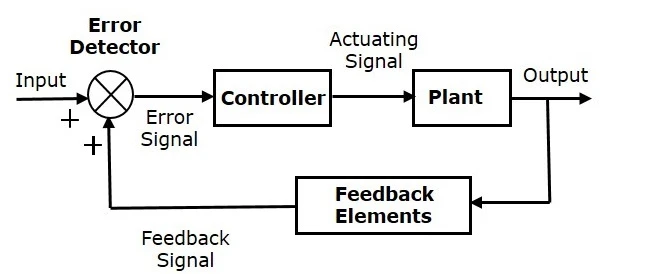 Error
Detector
Input
+
+
Error
Signal
Controller
Actuating
Signal
Plant
Output
Feedback
Elements
Feedback
Signal